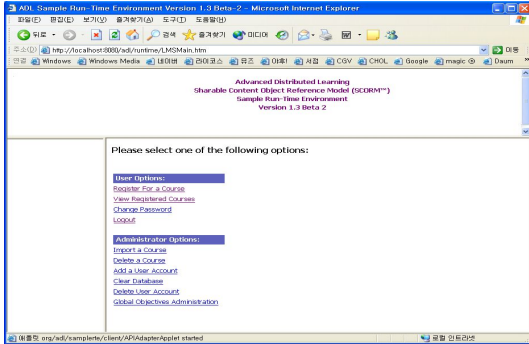 ADL Sample Run-Time Environment Version 1.3 Beta-2 - Microsoft Internet Explorer
파일(F) 편집(E) 보기(V) 즐겨찾기(A) 도구(T) 도움말(H)
뒤로 검색 즐겨찾기 미디어
주소(D) http://localhost:8080/adl/runtime/LMSMain.htm 이동
연결 Windows Windows Media 네이버 라이코스 뮤즈 야후! 서점 CGV CHOL Google magic ⊙ Daum »
Advanced Distributed Learning
Sharable Content Object Reference Model (SCORM™)
Sample Run-Time Environment
Version 1.3 Beta 2
Please select one of the following options:
User Options:
Register For a Course
View Registered Courses
Change Password
Logout
Administrator Options:
Import a Course
Delete a Course
Add a User Account
Clear Database
Delete User Account
Global Objectives Administration
애플릿 org/adl/samplerte/client/APIAdapterApplet started 로컬 인트라넷